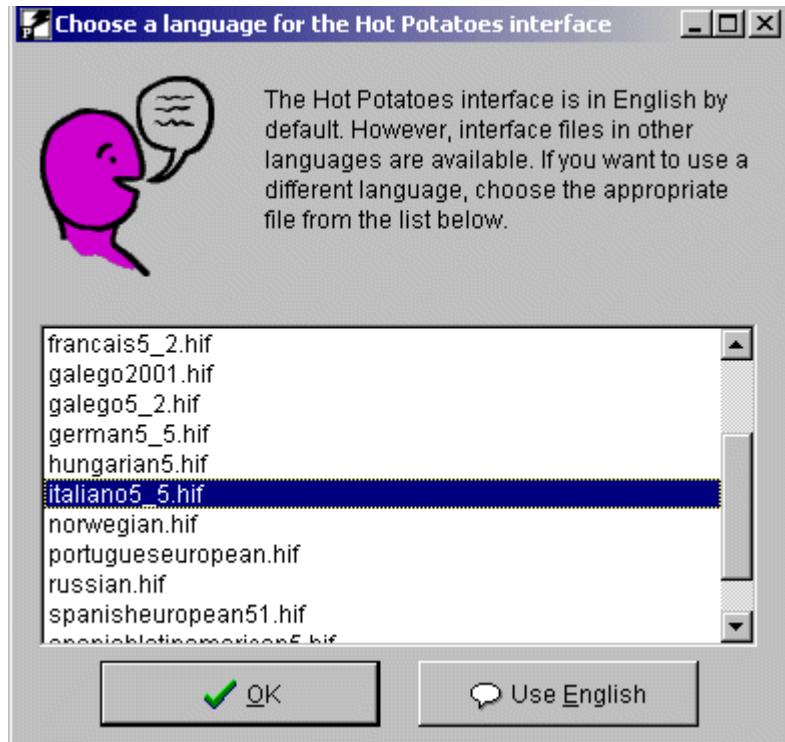 Choose a language for the Hot Potatoes interface
The Hot Potatoes interface is in English by
default. However, interface files in other
languages are available. If you want to use a
different language, choose the appropriate
file from the list below.
francais5_2.hif
galego2001.hif
galego5_2.hif
german5_5.hif
hungarian5.hif
italiano5_5.hif
norwegian.hif
portugueseuropean.hif
russian.hif
spanisheuropean51.hif
OK
Use English